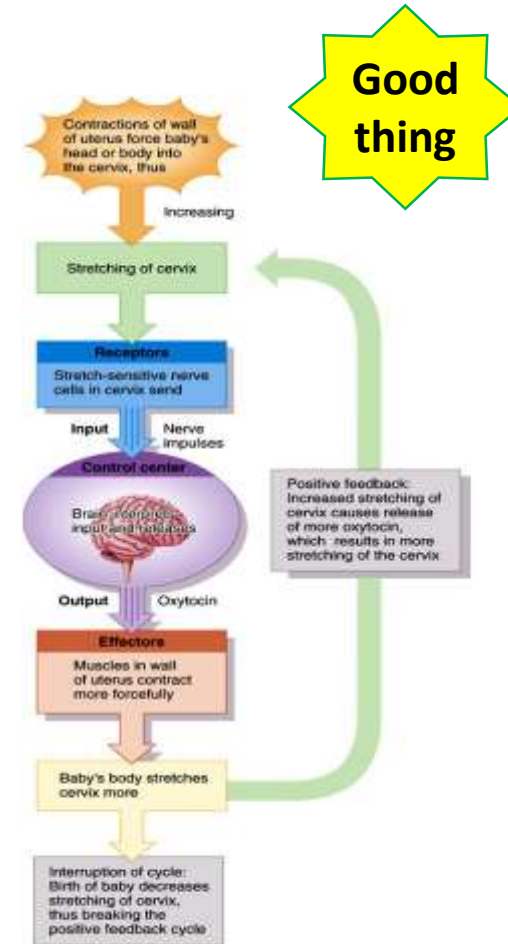 Good
thing
Contractions of wall
of uterus force baby's
head or body into
the cervix, thus
Increasing
Stretching of cervix
Receptors
Stretch-sensitive nerve
cells in cervix send
Input
Nerve
impulses
Control center
Brain interprets
input and releases
Output
Oxytocin
Effectors
Muscles in wall
of uterus contract
more forcefully
Baby's body stretches
cervix more
Positive feedback:
Increased stretching of
cervix causes release
of more oxytocin,
which results in more
stretching of the cervix
Interruption of cycle:
Birth of baby decreases
stretching of cervix,
thus breaking the
positive feedback cycle